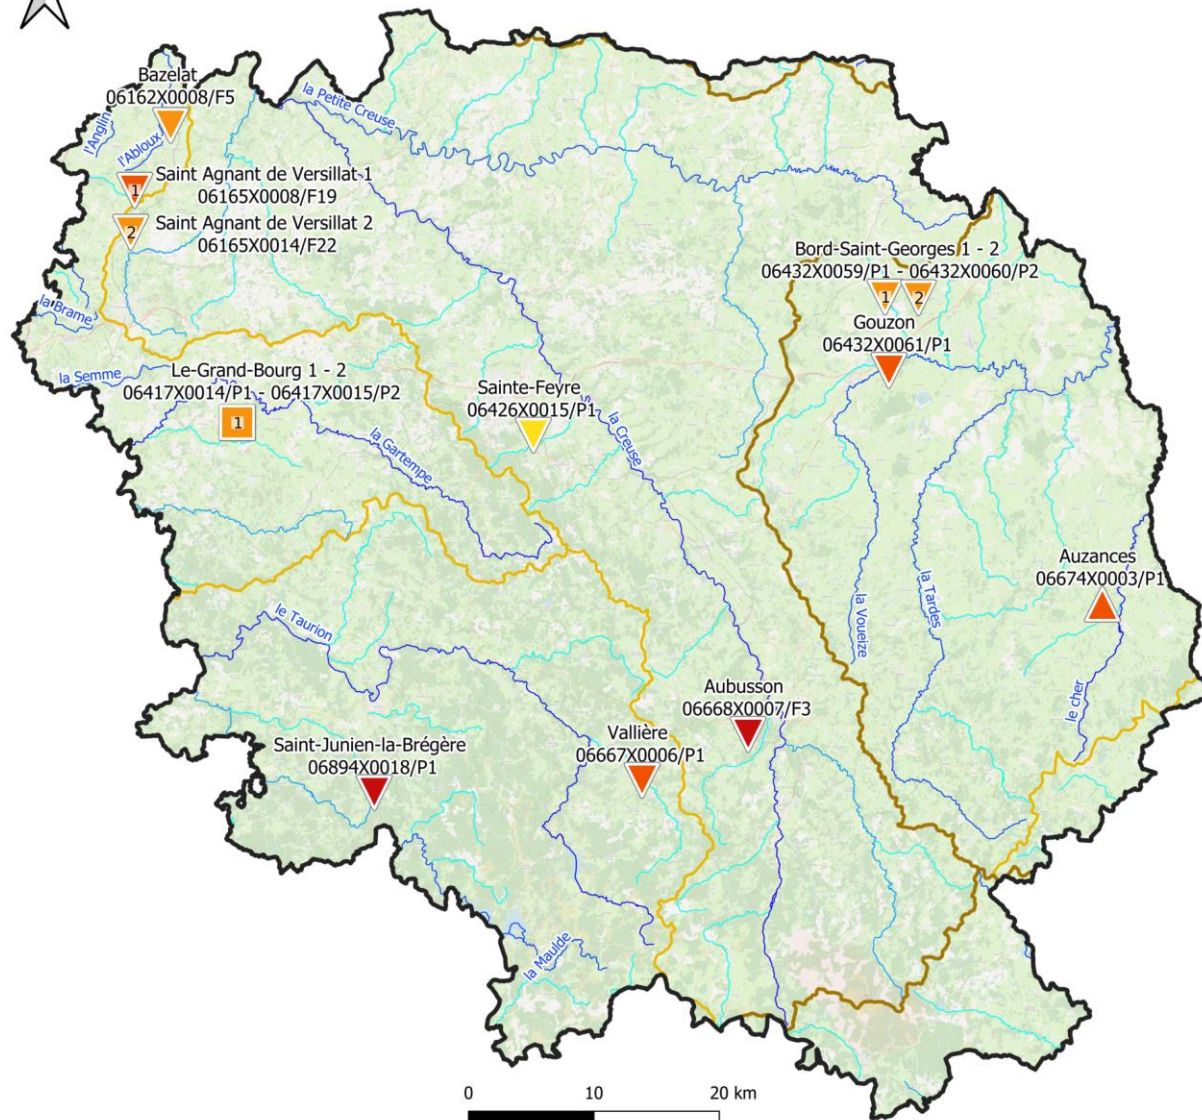 Bazelat
06162X0008/F5
la Petite Creuse
l'Anglin
l'Abloux
1
Saint Agnant de Versillat 1
06165X0008/F19
2
Saint Agnant de Versillat 2
06165X0014/F22
Bord-Saint-Georges 1 - 2
06432X0059/P1 - 06432X0060/P2
1
2
la Brame
Gouzon
06432X0061/P1
la Semme
Le-Grand-Bourg 1 - 2
06417X0014/P1 - 06417X0015/P2
1
Sainte-Feyre
06426X0015/P1
la Creuse
la Gartempe
Auzances
06674X0003/P1
la Voueize
la Tardes
le Taurion
le cher
Aubusson
06668X0007/F3
Vallière
06667X0006/P1
Saint-Junien-la-Brégère
06894X0018/P1
la Maulde
0 10 20 km